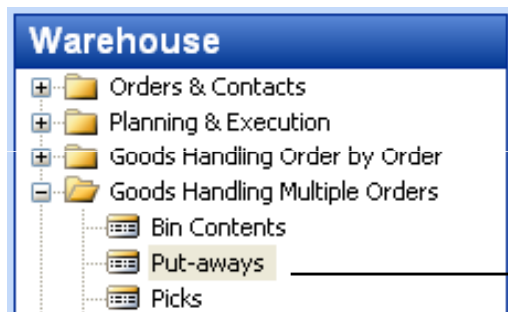 Warehouse
Orders & Contacts
Planning & Execution
Goods Handling Order by Order
Goods Handling Multiple Orders
Bin Contents
Put-aways
Picks